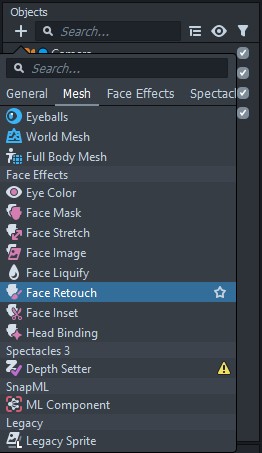 Objects
Search...
Search...
General Mesh Face Effects
Eyeballs
World Mesh
Full Body Mesh
Face Effects
Eye Color
Face Mask
Face Stretch
Face Image
Face Liquify
Face Retouch
Face Inset
Head Binding
Spectacles 3
Depth Setter
SnapML
ML Component
Legacy
Legacy Sprite